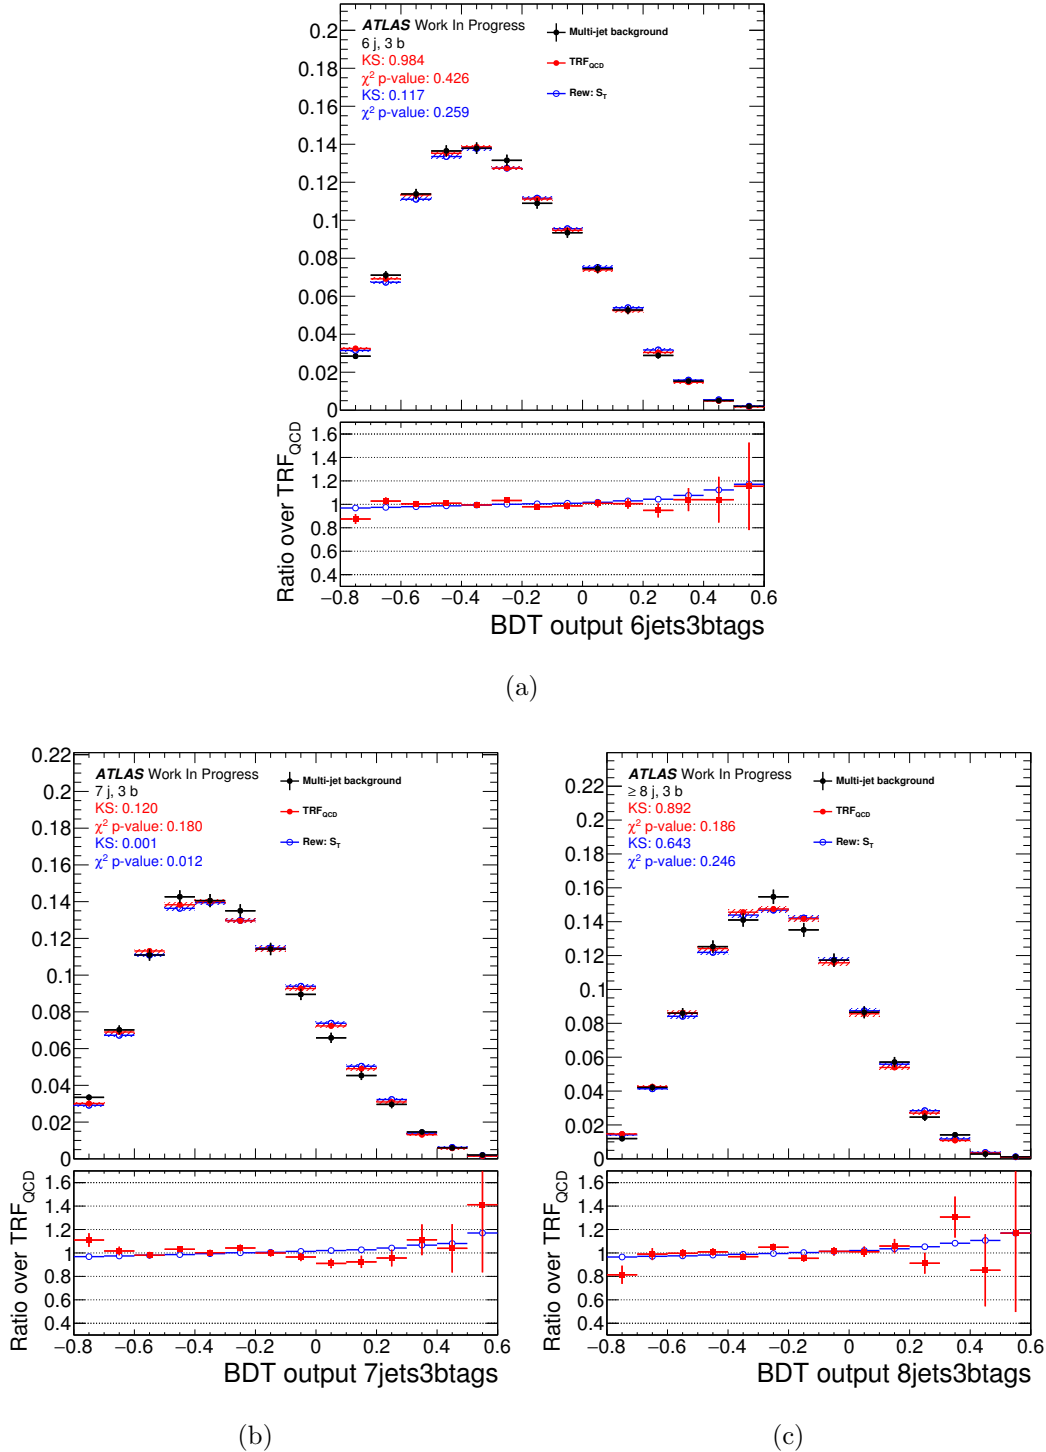 ATLAS Work In Progress
6 j, 3 b
KS: 0.984
χ² p-value: 0.426
KS: 0.117
χ² p-value: 0.259
Multi-jet background
TRF_QCD
Rew: S_T
0.2
0.18
0.16
0.14
0.12
0.1
0.08
0.06
0.04
0.02
0
Ratio over TRF_QCD
1.6
1.4
1.2
1
0.8
0.6
0.4
−0.8 −0.6 −0.4 −0.2 0 0.2 0.4 0.6
BDT output 6jets3btags
(a)
ATLAS Work In Progress
7 j, 3 b
KS: 0.120
χ² p-value: 0.180
KS: 0.001
χ² p-value: 0.012
Multi-jet background
TRF_QCD
Rew: S_T
0.22
0.2
0.18
0.16
0.14
0.12
0.1
0.08
0.06
0.04
0.02
0
Ratio over TRF_QCD
1.6
1.4
1.2
1
0.8
0.6
0.4
−0.8 −0.6 −0.4 −0.2 0 0.2 0.4 0.6
BDT output 7jets3btags
(b)
ATLAS Work In Progress
≥ 8 j, 3 b
KS: 0.892
χ² p-value: 0.186
KS: 0.643
χ² p-value: 0.246
Multi-jet background
TRF_QCD
Rew: S_T
0.22
0.2
0.18
0.16
0.14
0.12
0.1
0.08
0.06
0.04
0.02
0
Ratio over TRF_QCD
1.6
1.4
1.2
1
0.8
0.6
0.4
−0.8 −0.6 −0.4 −0.2 0 0.2 0.4 0.6
BDT output 8jets3btags
(c)